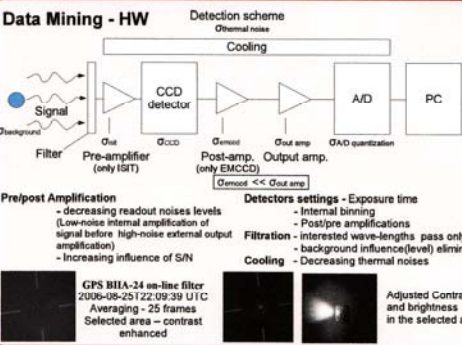 Data Mining - HW
Detection scheme
σthermal noise
Cooling
Signal
σbackground
Filter
σisit
Pre-amplifier
(only ISIT)
CCD
detector
σCCD
σemccd
Post-amp.
(only EMCCD)
σout amp
Output amp.
A/D
σA/D quantization
PC
σemccd << σout amp
Pre/post Amplification
- decreasing readout noises levels
(Low-noise internal amplification of
signal before high-noise external output
amplification)
- Increasing influence of S/N
Detectors settings - Exposure time
- Internal binning
- Post/pre amplifications
Filtration - interested wave-lengths pass only
- background influence(level) elimin
Cooling - Decreasing thermal noises
GPS BIIA-24 on-line filter
2006-08-25T22:09:39 UTC
Averaging - 25 frames
Selected area – contrast
enhanced
Adjusted Contra
and brightness
in the selected a